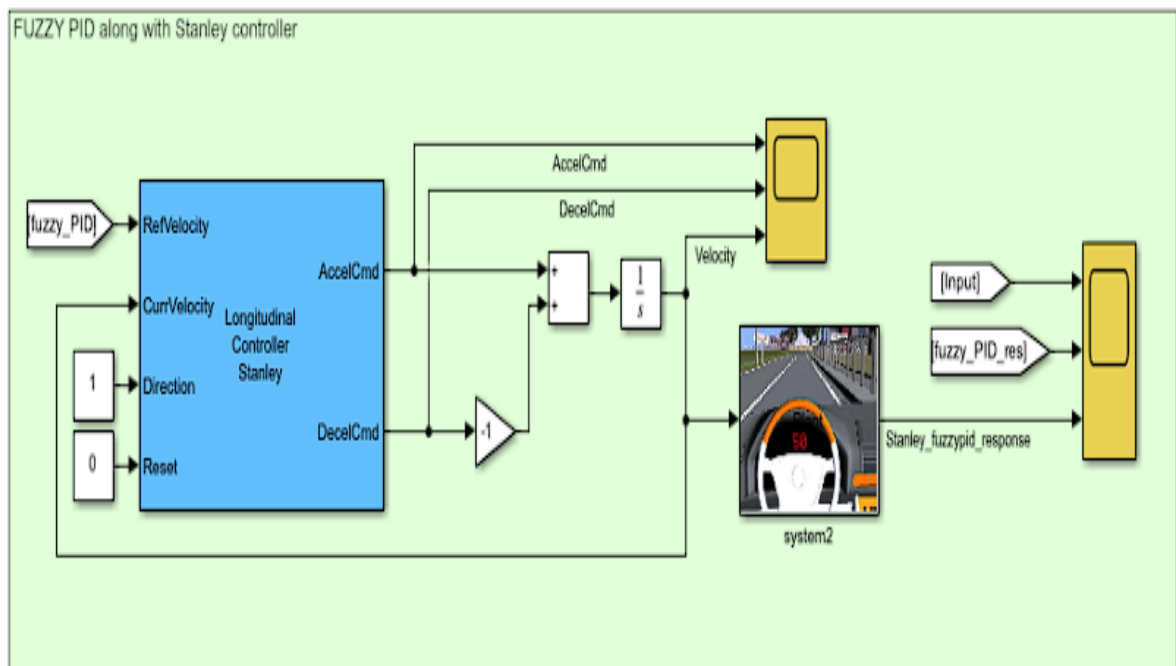 FUZZY PID along with Stanley controller
[fuzzy_PID]
RefVelocity
CurrVelocity
Direction
Reset
1
0
Longitudinal
Controller
Stanley
AccelCmd
DecelCmd
-1
AccelCmd
DecelCmd
Velocity
+
+
1
s
50
system2
[Input]
[fuzzy_PID_res]
Stanley_fuzzypid_response